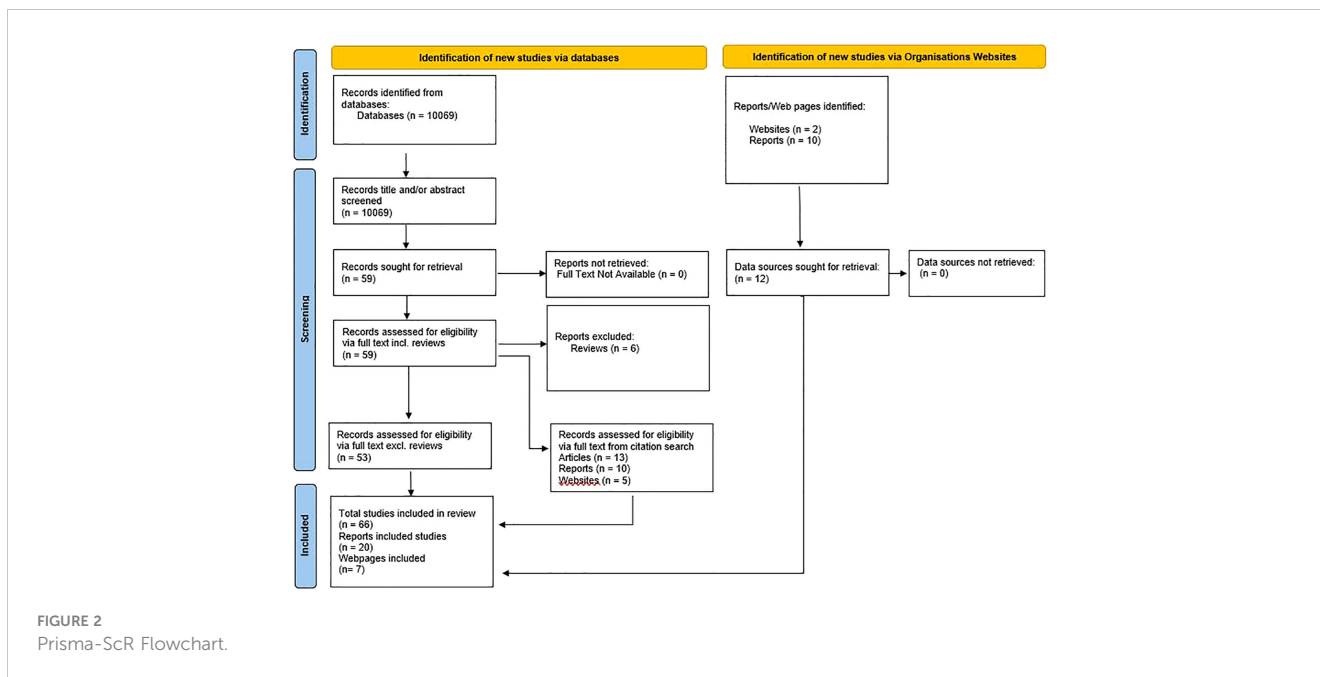 Identification of new studies via databases
Identification of new studies via Organisations Websites
Identification
Records identified from
databases:
Databases (n = 10069)
Reports/Web pages identified:
Websites (n = 2)
Reports (n = 10)
Screening
Records title and/or abstract
screened
(n = 10069)
Records sought for retrieval
(n = 59)
Reports not retrieved:
Full Text Not Available (n = 0)
Data sources sought for retrieval:
(n = 12)
Data sources not retrieved:
(n = 0)
Records assessed for eligibility
via full text incl. reviews
(n = 59)
Reports excluded:
Reviews (n = 6)
Records assessed for eligibility
via full text excl. reviews
(n = 53)
Records assessed for eligibility
via full text from citation search
Articles (n = 13)
Reports (n = 10)
Websites (n = 5)
Included
Total studies included in review
(n = 66)
Reports included studies
(n = 20)
Webpages included
(n= 7)
FIGURE 2
Prisma-ScR Flowchart.